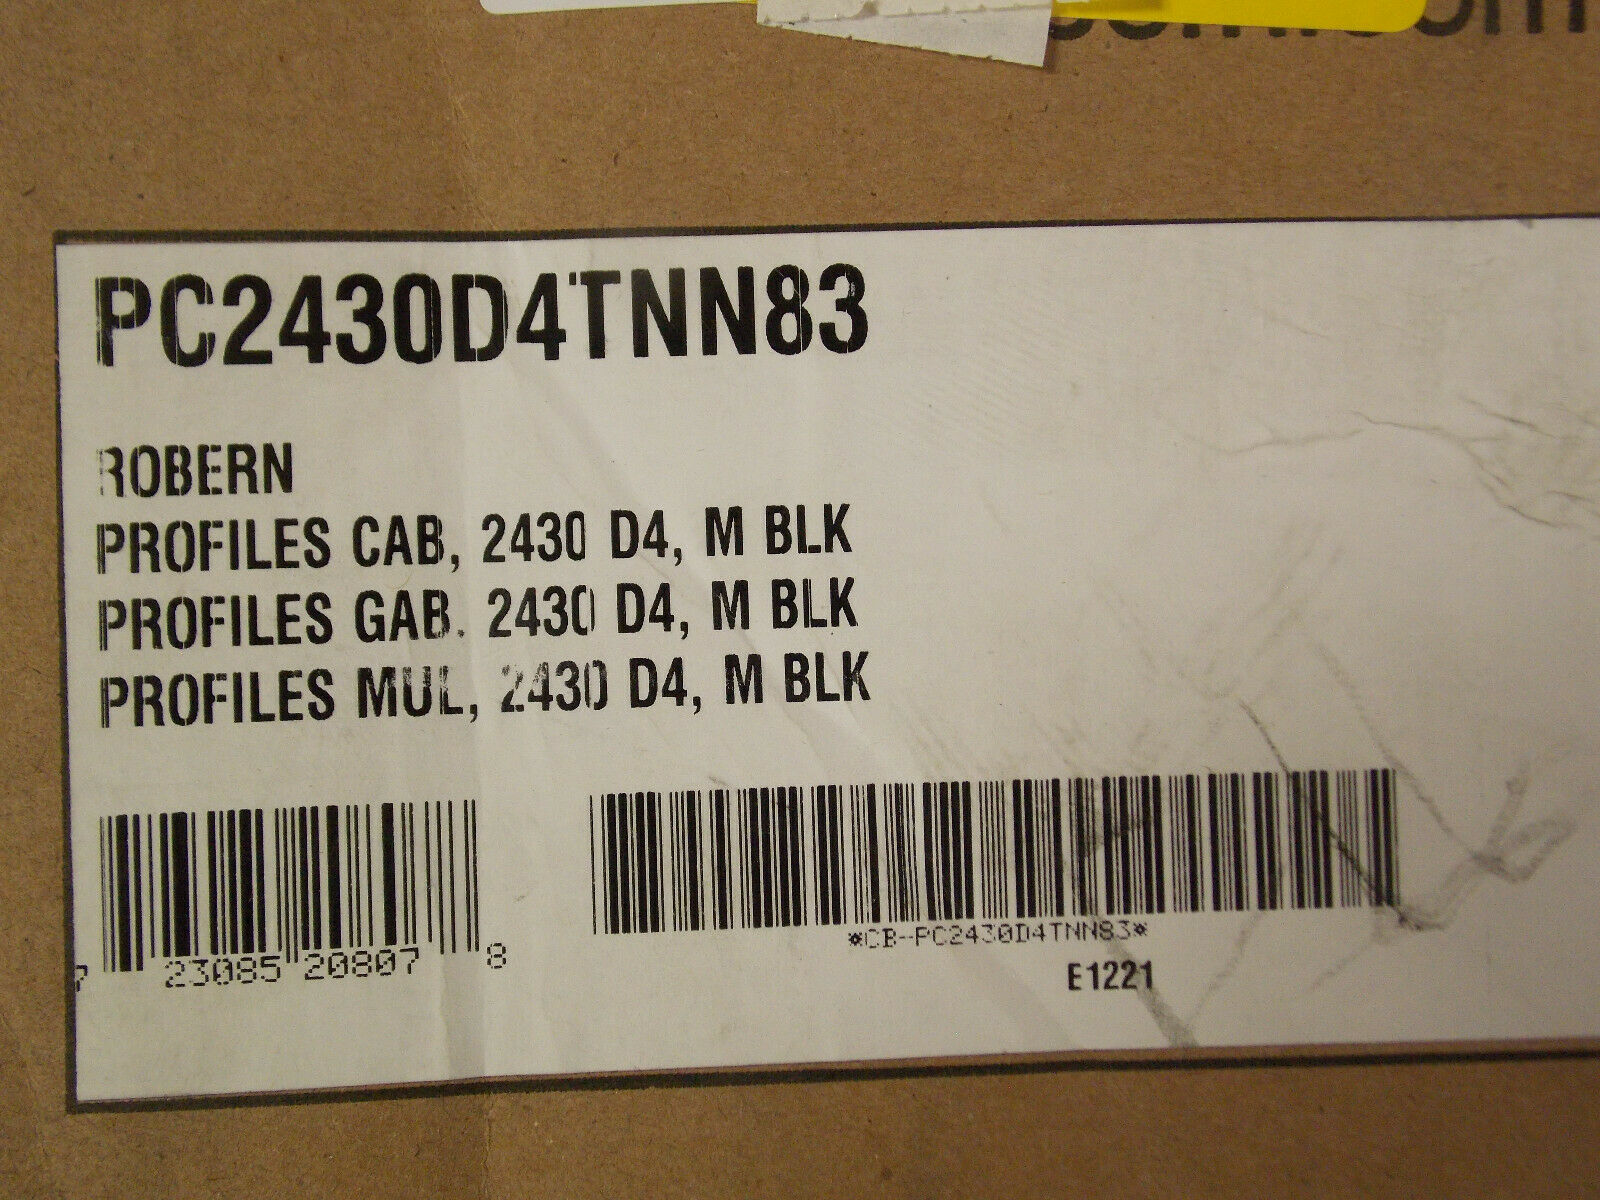 PC2430D4TNN83
ROBERN
PROFILES CAB, 2430 D4, M BLK
PROFILES GAB. 2430 D4, M BLK
PROFILES MUL, 2430 D4, M BLK
7 23085 20807 8
*CB-PC2430D4TNN83*
E1221